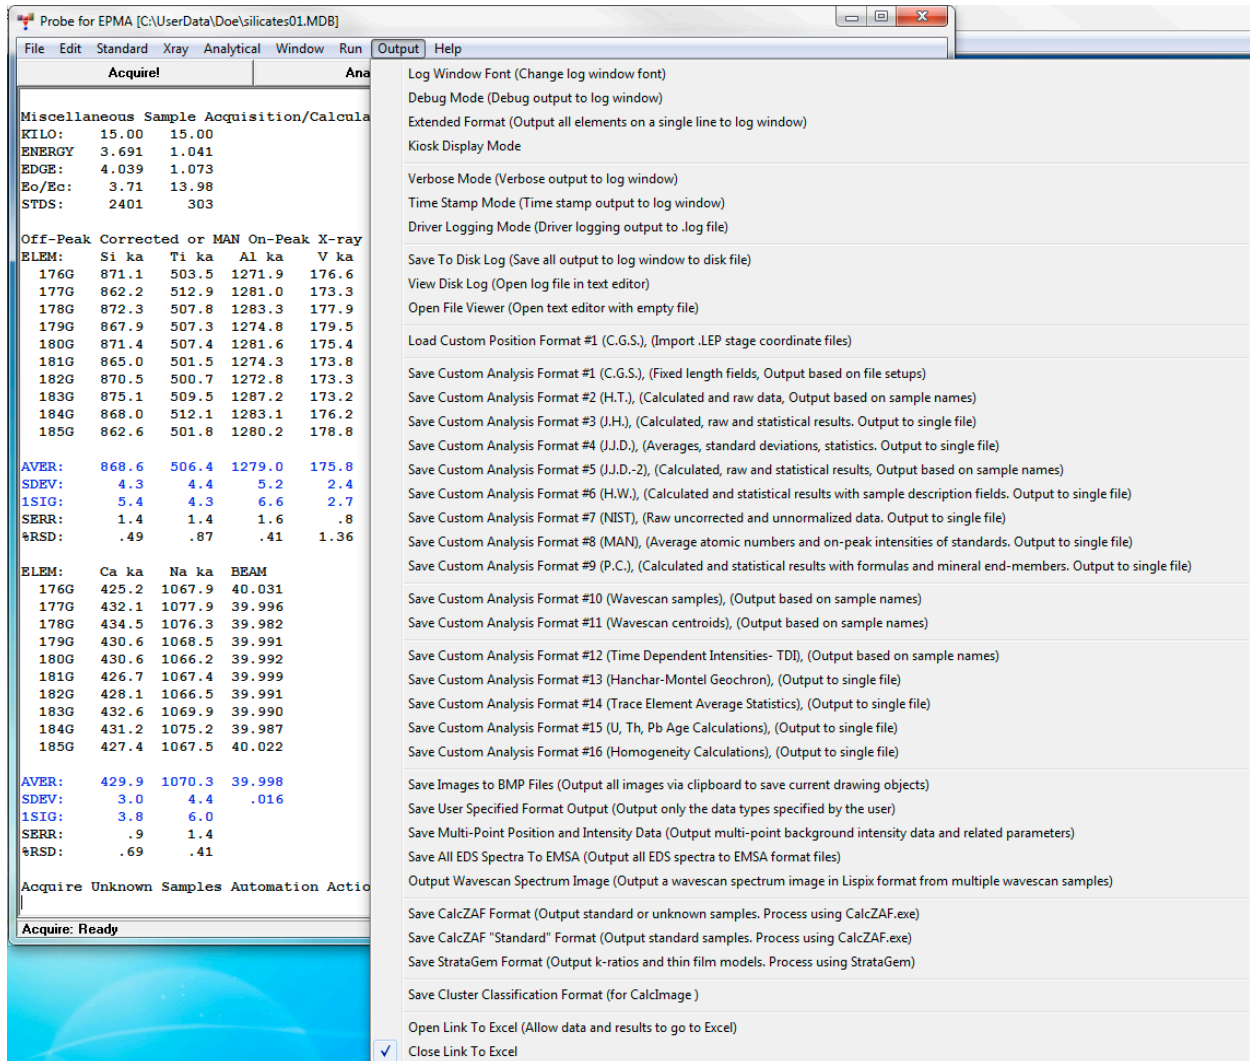 Probe for EPMA [C:\UserData\Doe\silicates01.MDB]
File Edit Standard Xray Analytical Window Run Output Help
Acquire! Ana
Miscellaneous Sample Acquisition/Calcula
KILO: 15.00 15.00
ENERGY 3.691 1.041
EDGE: 4.039 1.073
Eo/Ec: 3.71 13.98
STDS: 2401 303
Off-Peak Corrected or MAN On-Peak X-ray
ELEM: Si ka Ti ka Al ka V ka
176G 871.1 503.5 1271.9 176.6
177G 862.2 512.9 1281.0 173.3
178G 872.3 507.8 1283.3 177.9
179G 867.9 507.3 1274.8 179.5
180G 871.4 507.4 1281.6 175.4
181G 865.0 501.5 1274.3 173.8
182G 870.5 500.7 1272.8 173.3
183G 875.1 509.5 1287.2 173.2
184G 868.0 512.1 1283.1 176.2
185G 862.6 501.8 1280.2 178.8
AVER: 868.6 506.4 1279.0 175.8
SDEV: 4.3 4.4 5.2 2.4
1SIG: 5.4 4.3 6.6 2.7
SERR: 1.4 1.4 1.6 .8
%RSD: .49 .87 .41 1.36
ELEM: Ca ka Na ka BEAM
176G 425.2 1067.9 40.031
177G 432.1 1077.9 39.996
178G 434.5 1076.3 39.982
179G 430.6 1068.5 39.991
180G 430.6 1066.2 39.992
181G 426.7 1067.4 39.999
182G 428.1 1066.5 39.991
183G 432.6 1069.9 39.990
184G 431.2 1075.2 39.987
185G 427.4 1067.5 40.022
AVER: 429.9 1070.3 39.998
SDEV: 3.0 4.4 .016
1SIG: 3.8 6.0
SERR: .9 1.4
%RSD: .69 .41
Acquire Unknown Samples Automation Actio
Acquire: Ready
Log Window Font (Change log window font)
Debug Mode (Debug output to log window)
Extended Format (Output all elements on a single line to log window)
Kiosk Display Mode
Verbose Mode (Verbose output to log window)
Time Stamp Mode (Time stamp output to log window)
Driver Logging Mode (Driver logging output to .log file)
Save To Disk Log (Save all output to log window to disk file)
View Disk Log (Open log file in text editor)
Open File Viewer (Open text editor with empty file)
Load Custom Position Format #1 (C.G.S.), (Import .LEP stage coordinate files)
Save Custom Analysis Format #1 (C.G.S.), (Fixed length fields, Output based on file setups)
Save Custom Analysis Format #2 (H.T.), (Calculated and raw data, Output based on sample names)
Save Custom Analysis Format #3 (J.H.), (Calculated, raw and statistical results. Output to single file)
Save Custom Analysis Format #4 (J.J.D.), (Averages, standard deviations, statistics. Output to single file)
Save Custom Analysis Format #5 (J.J.D.-2), (Calculated, raw and statistical results, Output based on sample names)
Save Custom Analysis Format #6 (H.W.), (Calculated and statistical results with sample description fields. Output to single file)
Save Custom Analysis Format #7 (NIST), (Raw uncorrected and unnormalized data. Output to single file)
Save Custom Analysis Format #8 (MAN), (Average atomic numbers and on-peak intensities of standards. Output to single file)
Save Custom Analysis Format #9 (P.C.), (Calculated and statistical results with formulas and mineral end-members. Output to single file)
Save Custom Analysis Format #10 (Wavescan samples), (Output based on sample names)
Save Custom Analysis Format #11 (Wavescan centroids), (Output based on sample names)
Save Custom Analysis Format #12 (Time Dependent Intensities- TDI), (Output based on sample names)
Save Custom Analysis Format #13 (Hanchar-Montel Geochron), (Output to single file)
Save Custom Analysis Format #14 (Trace Element Average Statistics), (Output to single file)
Save Custom Analysis Format #15 (U, Th, Pb Age Calculations), (Output to single file)
Save Custom Analysis Format #16 (Homogeneity Calculations), (Output to single file)
Save Images to BMP Files (Output all images via clipboard to save current drawing objects)
Save User Specified Format Output (Output only the data types specified by the user)
Save Multi-Point Position and Intensity Data (Output multi-point background intensity data and related parameters)
Save All EDS Spectra To EMSA (Output all EDS spectra to EMSA format files)
Output Wavescan Spectrum Image (Output a wavescan spectrum image in Lispix format from multiple wavescan samples)
Save CalcZAF Format (Output standard or unknown samples. Process using CalcZAF.exe)
Save CalcZAF "Standard" Format (Output standard samples. Process using CalcZAF.exe)
Save StrataGem Format (Output k-ratios and thin film models. Process using StrataGem)
Save Cluster Classification Format (for CalcImage )
Open Link To Excel (Allow data and results to go to Excel)
Close Link To Excel